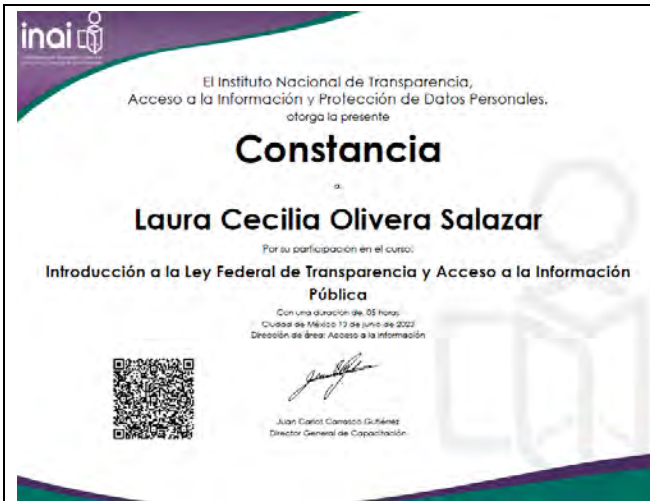 inai
El Instituto Nacional de Transparencia,
Acceso a la Información y Protección de Datos Personales,
otorga la presente
Constancia
a
Laura Cecilia Olivera Salazar
Por su participación en el curso:
Introducción a la Ley Federal de Transparencia y Acceso a la Información
Pública
Con una duración de: 05 horas
Ciudad de México 13 de junio de 2023
Dirección de área: Acceso a la Información
Juan Carlos Carrasco Gutiérrez
Director General de Capacitación